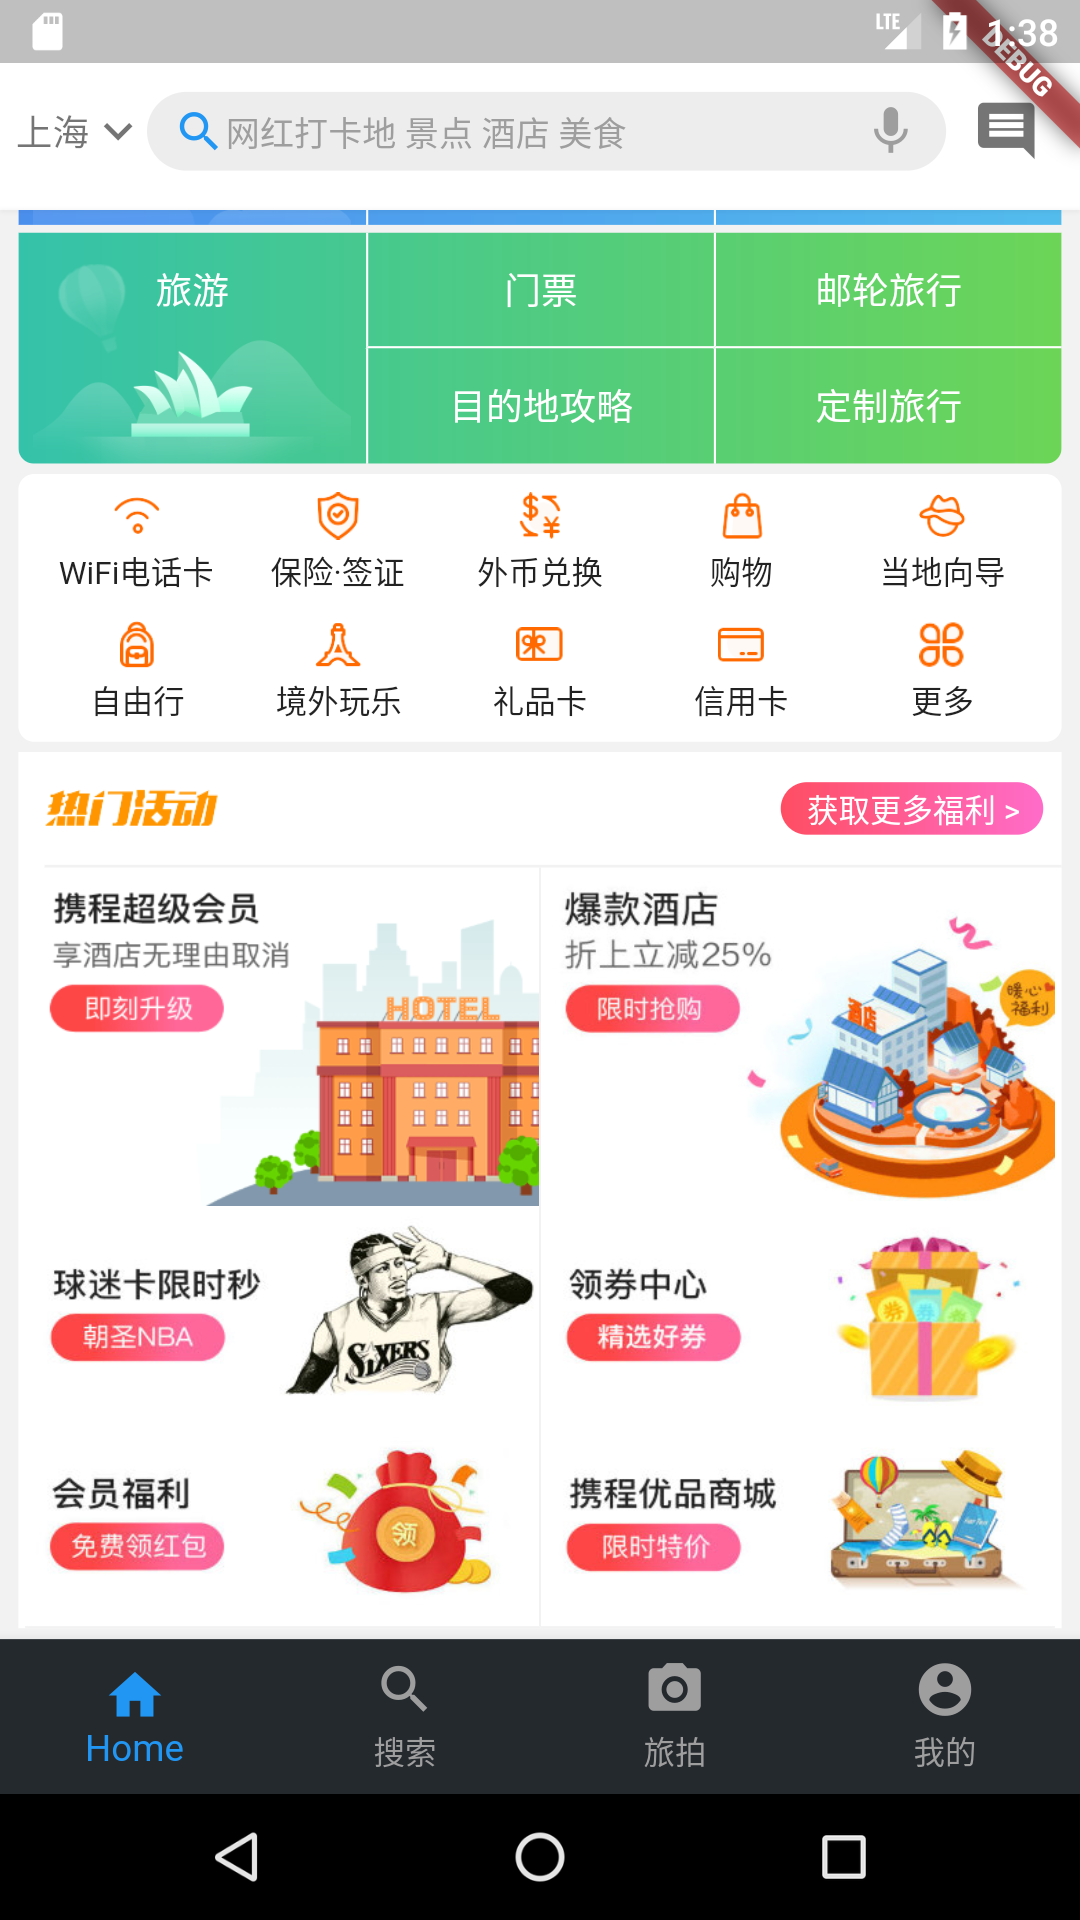 LTE 1:38
DEBUG
上海 网红打卡地 景点 酒店 美食
旅游 门票 邮轮旅行
目的地攻略 定制旅行
WiFi电话卡 保险·签证 外币兑换 购物 当地向导
自由行 境外玩乐 礼品卡 信用卡 更多
热门活动 获取更多福利 >
携程超级会员
享酒店无理由取消
即刻升级
HOTEL
爆款酒店
折上立减25%
限时抢购
暖心
福利
酒店
球迷卡限时秒
朝圣NBA
SIXERS
领券中心
精选好券
券 券 券
会员福利
免费领红包
领
携程优品商城
限时特价
Home 搜索 旅拍 我的